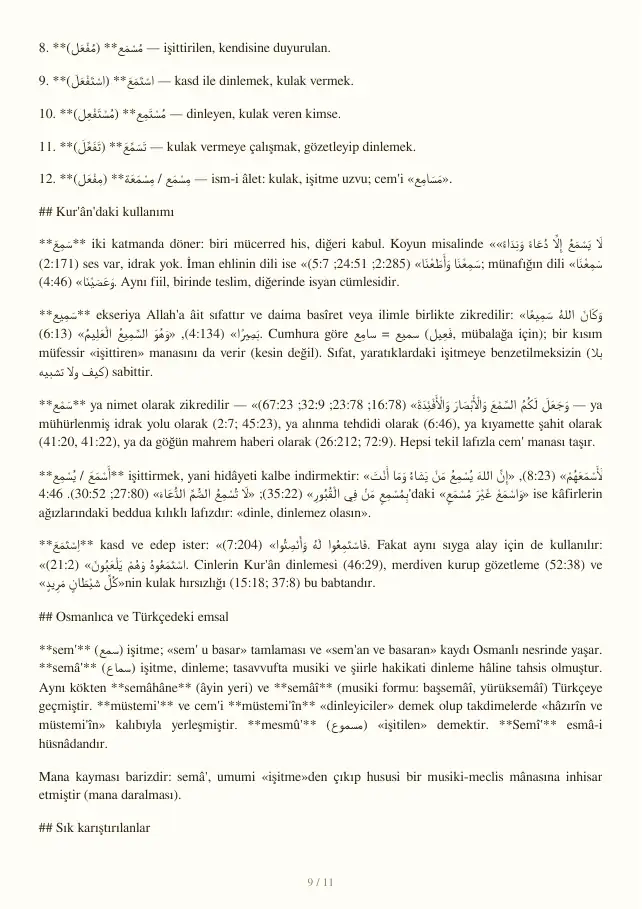 8. **مُسْمَع** (مُفْعَل) — işittirilen, kendisine duyurulan.
9. **اسْتَمَعَ** (اسْتَفْعَلَ) — kasd ile dinlemek, kulak vermek.
10. **مُسْتَمِع** (مُسْتَفْعِل) — dinleyen, kulak veren kimse.
11. **تَسَمَّعَ** (تَفَعَّلَ) — kulak vermeye çalışmak, gözetleyip dinlemek.
12. **مِسْمَع / مِسْمَعَة** (مِفْعَل) — ism-i âlet: kulak, işitme uzvu; cem'i «مَسَامِع».
## Kur'ân'daki kullanımı
**سَمِعَ** iki katmanda döner: biri mücerred his, diğeri kabul. Koyun misalinde «لَا يَسْمَعُ إِلَّا دُعَاءً وَنِدَاءً»
(2:171) ses var, idrak yok. İman ehlinin dili ise «سَمِعْنَا وَأَطَعْنَا» (2:285; 24:51; 5:7); münafığın dili «سَمِعْنَا
وَعَصَيْنَا» (4:46). Aynı fiil, birinde teslim, diğerinde isyan cümlesidir.
**سَمِيع** ekseriya Allah'a âit sıfattır ve daima basîret veya ilimle birlikte zikredilir: «وَكَانَ اللهُ سَمِيعًا
بَصِيرًا» (4:134), «وَهُوَ السَّمِيعُ الْعَلِيمُ» (6:13). Cumhura göre سميع = سامع (فَعِيل, mübalağa için); bir kısım
müfessir «işittiren» manasını da verir (kesin değil). Sıfat, yaratıklardaki işitmeye benzetilmeksizin (بلا
كيف ولا تشبيه) sabittir.
**سَمْع** ya nimet olarak zikredilir — «وَجَعَلَ لَكُمُ السَّمْعَ وَالْأَبْصَارَ وَالْأَفْئِدَةَ» (16:78; 23:78; 32:9; 67:23) — ya
mühürlenmiş idrak yolu olarak (2:7; 45:23), ya alınma tehdidi olarak (6:46), ya kıyamette şahit olarak
(41:20, 41:22), ya da göğün mahrem haberi olarak (26:212; 72:9). Hepsi tekil lafızla cem' manası taşır.
**أَسْمَعَ / يُسْمِع** işittirmek, yani hidâyeti kalbe indirmektir: «لَأَسْمَعَهُمْ» (8:23), «إِنَّ اللهَ يُسْمِعُ مَنْ يَشَاءُ وَمَا أَنْتَ
بِمُسْمِعٍ مَنْ فِي الْقُبُورِ» (35:22); «لَا تُسْمِعُ الصُّمَّ الدُّعَاءَ» (27:80; 30:52). 4:46'daki «وَاسْمَعْ غَيْرَ مُسْمَعٍ» ise kâfirlerin
ağızlarındaki beddua kılıklı lafızdır: «dinle, dinlemez olasın».
**اِسْتَمَعَ** kasd ve edep ister: «فَاسْتَمِعُوا لَهُ وَأَنْصِتُوا» (7:204). Fakat aynı sıyga alay için de kullanılır:
«اسْتَمَعُوهُ وَهُمْ يَلْعَبُونَ» (21:2). Cinlerin Kur'ân dinlemesi (46:29), merdiven kurup gözetleme (52:38) ve
«كُلِّ شَيْطَانٍ مَرِيدٍ»nin kulak hırsızlığı (15:18; 37:8) bu babtandır.
## Osmanlıca ve Türkçedeki emsal
**sem'** (سمع) işitme; «sem' u basar» tamlaması ve «sem'an ve basaran» kaydı Osmanlı nesrinde yaşar.
**semâ'** (سماع) işitme, dinleme; tasavvufta musiki ve şiirle hakikati dinleme hâline tahsis olmuştur.
Aynı kökten **semâhâne** (âyin yeri) ve **semâî** (musiki formu: başsemâî, yürüksemâî) Türkçeye
geçmiştir. **müstemi'** ve cem'i **müstemi'în** «dinleyiciler» demek olup takdimelerde «hâzırîn ve
müstemi'în» kalıbıyla yerleşmiştir. **mesmû'** (مسموع) «işitilen» demektir. **Semî'** esmâ-i
hüsnâdandır.
Mana kayması barizdir: semâ', umumi «işitme»den çıkıp hususi bir musiki-meclis mânasına inhisar
etmiştir (mana daralması).
## Sık karıştırılanlar
9 / 11